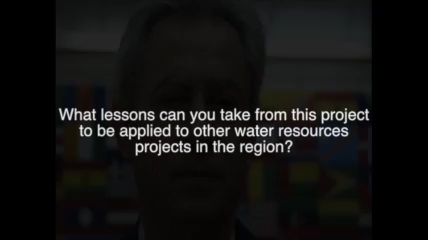 What lessons can you take from this project
to be applied to other water resources
projects in the region?